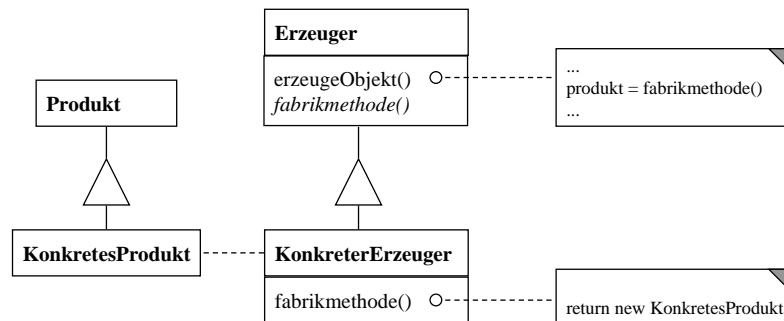 Erzeuger
erzeugeObjekt()
fabrikmethode()
...
produkt = fabrikmethode()
...
Produkt
KonkretesProdukt
KonkreterErzeuger
fabrikmethode()
return new KonkretesProdukt